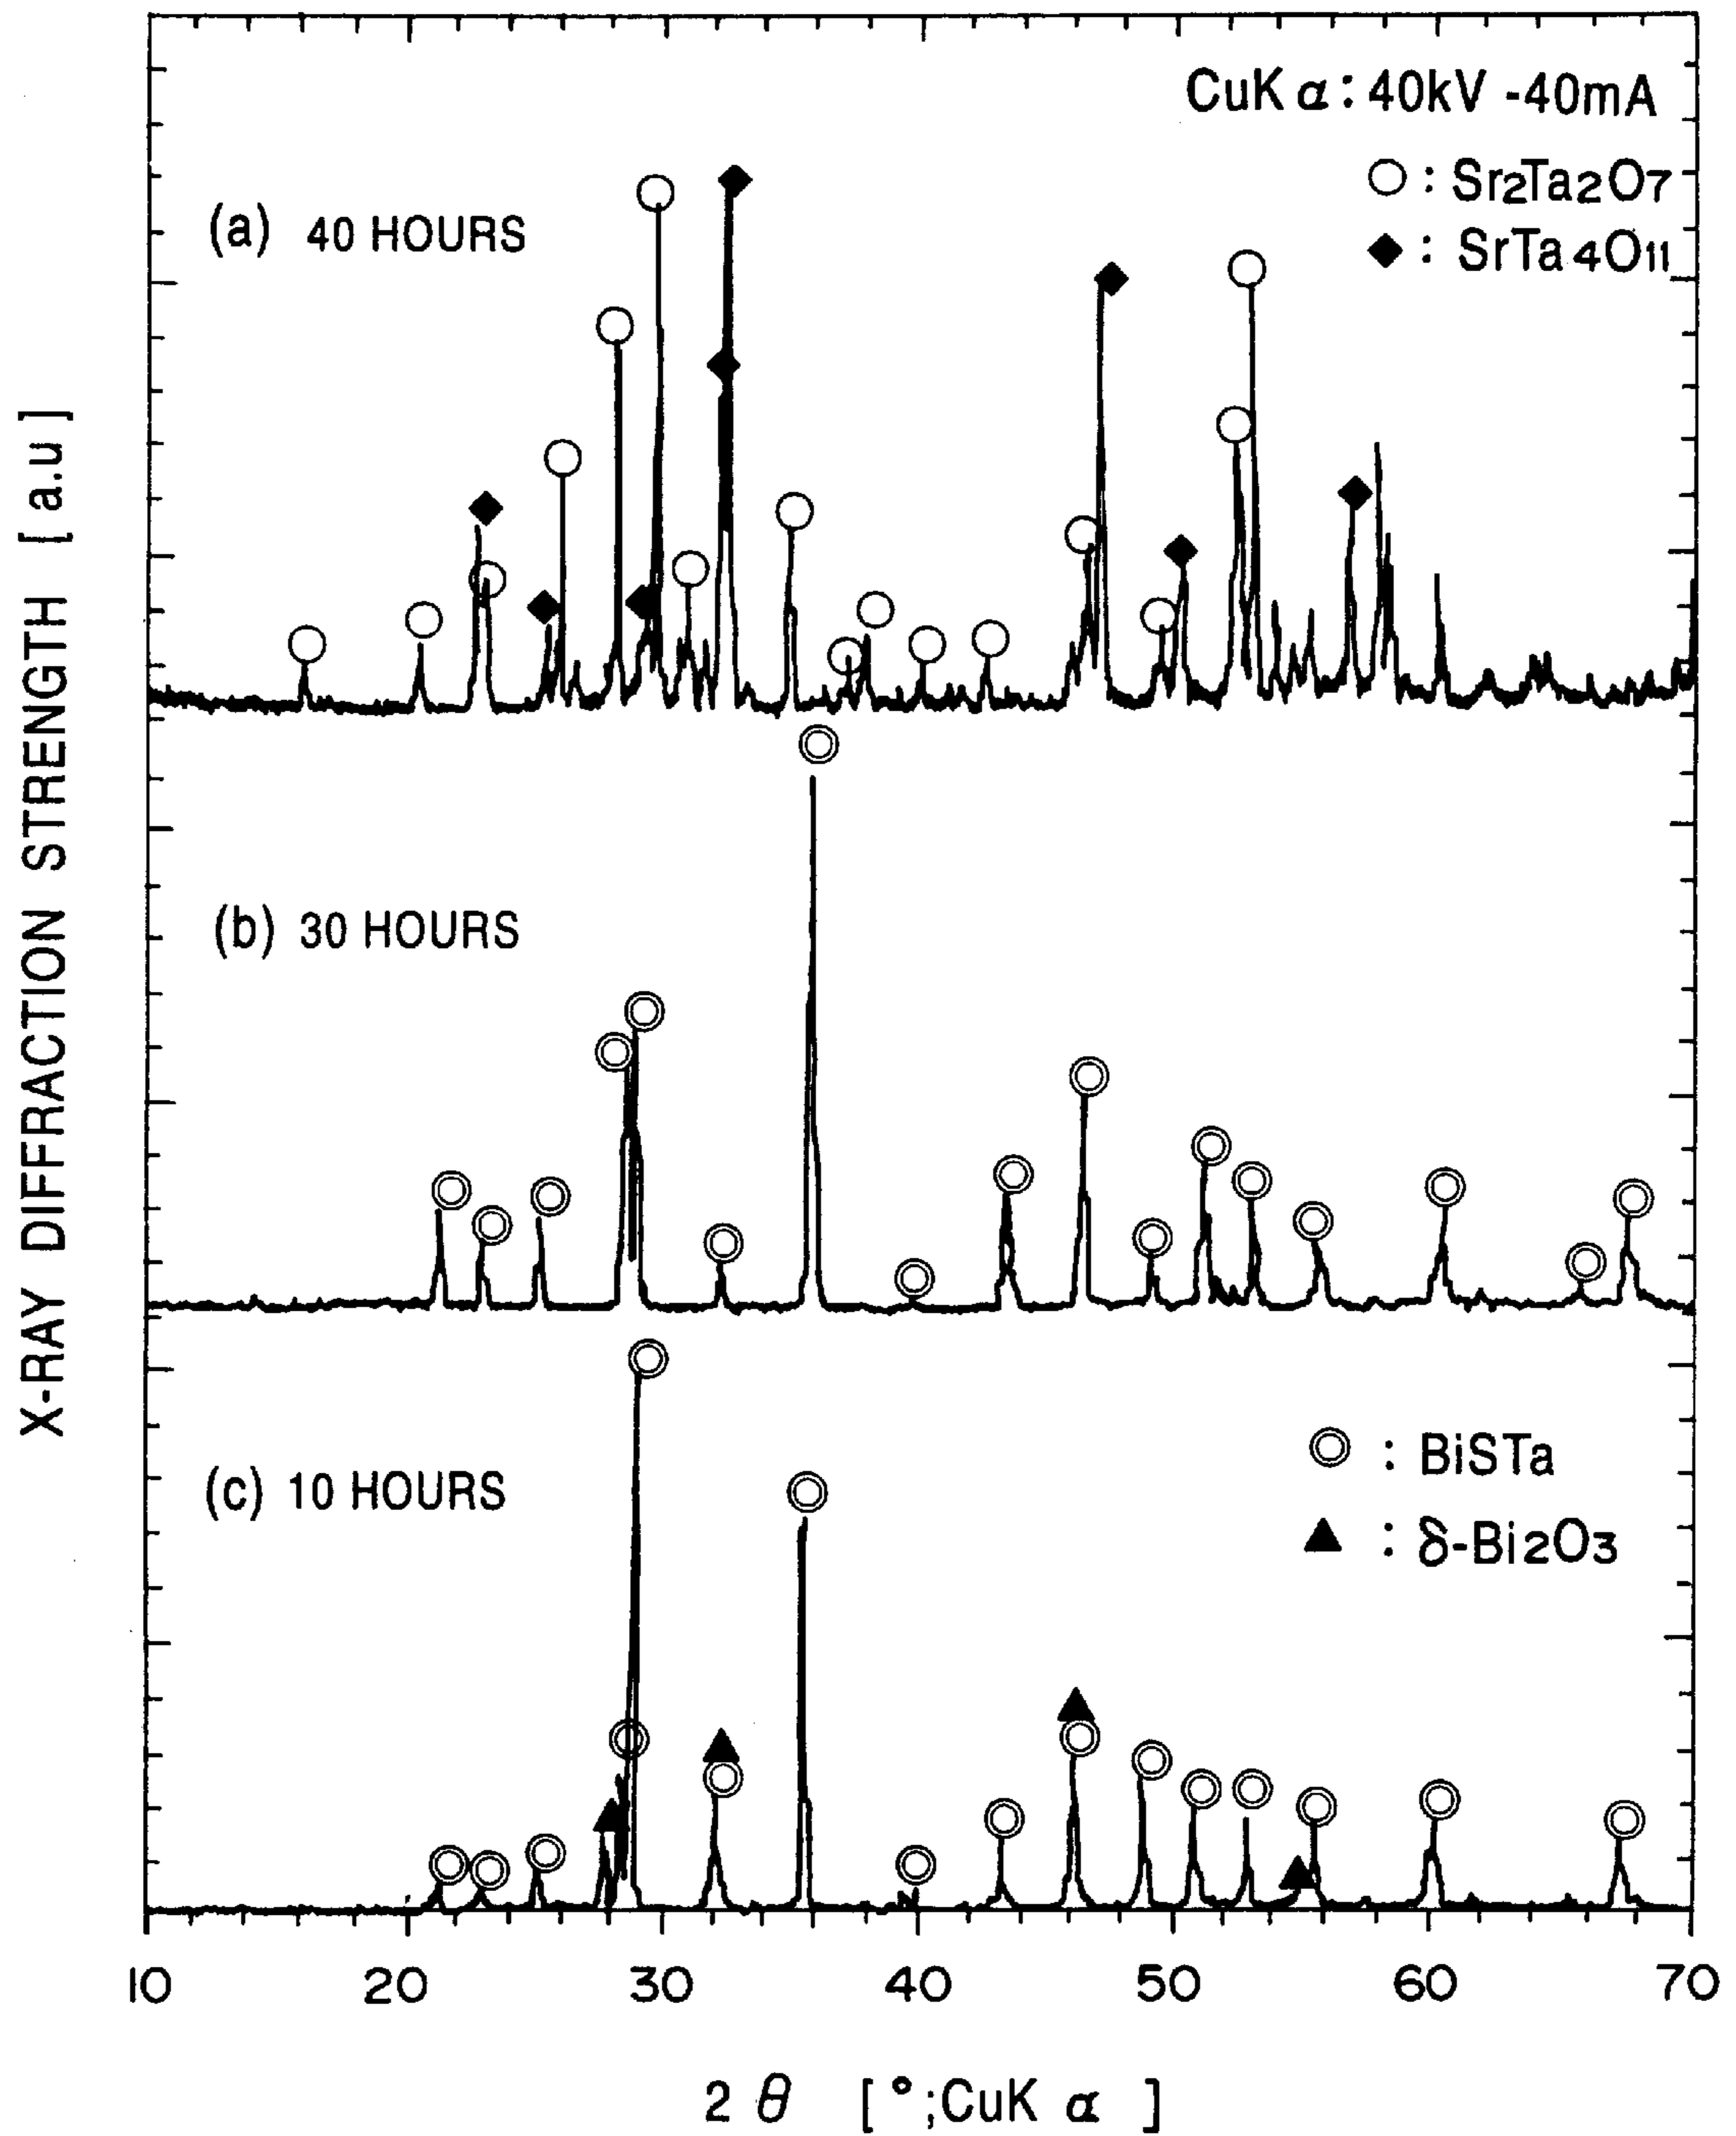 CuK α : 40kV -40mA
○ : Sr2Ta2O7
◆ : SrTa4O11
(a) 40 HOURS
(b) 30 HOURS
(c) 10 HOURS
◎ : BiSTa
▲ : δ-Bi2O3
X-RAY DIFFRACTION STRENGTH [ a.u ]
10 20 30 40 50 60 70
2 θ [ °;CuK α ]